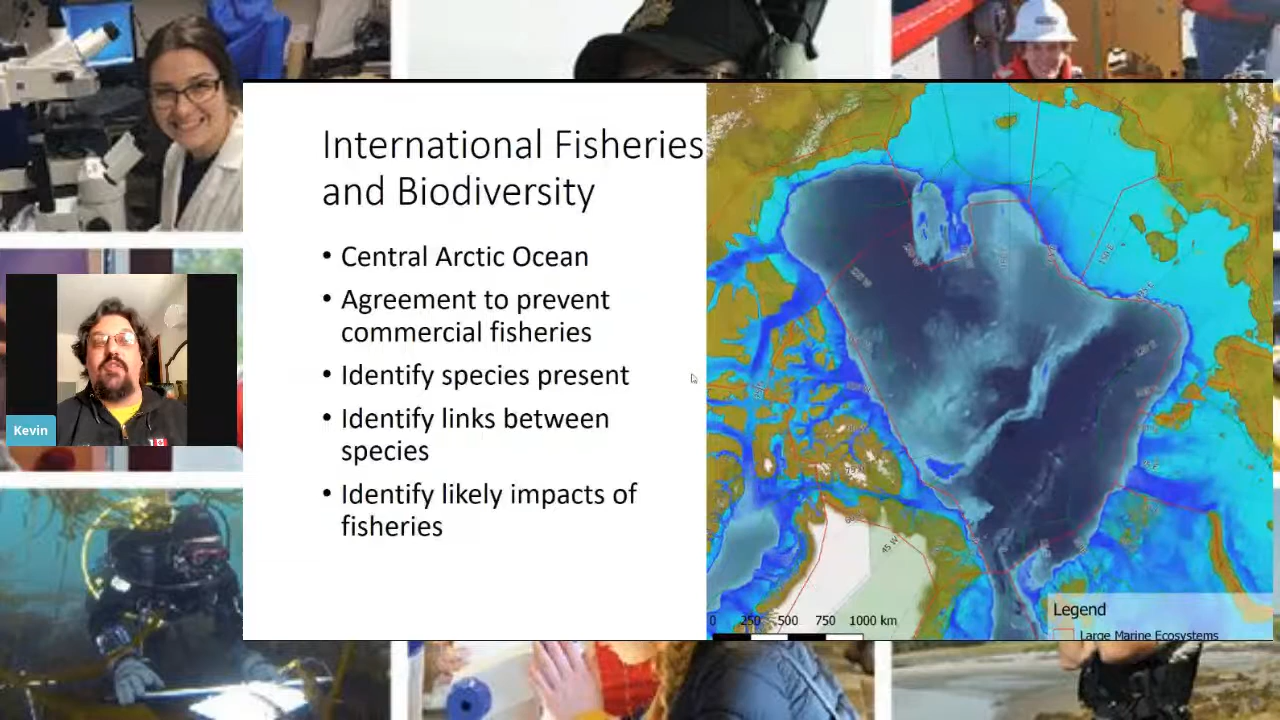 International Fisheries
and Biodiversity
• Central Arctic Ocean
• Agreement to prevent
commercial fisheries
• Identify species present
• Identify links between
species
• Identify likely impacts of
fisheries
Kevin
45 W
0 250 500 750 1000 km
Legend
Large Marine Ecosystems